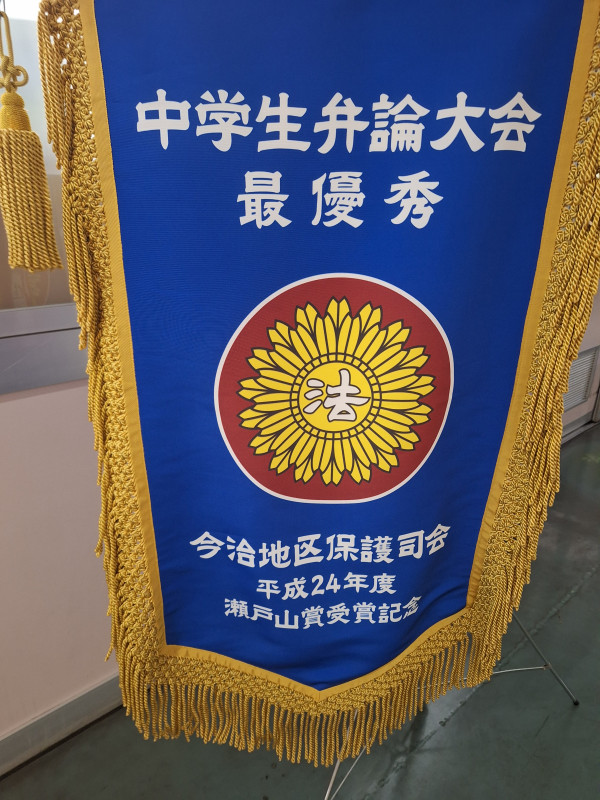 中学生弁論大会
最優秀
法
今治地区保護司会
平成24年度
瀬戸山賞受賞記念